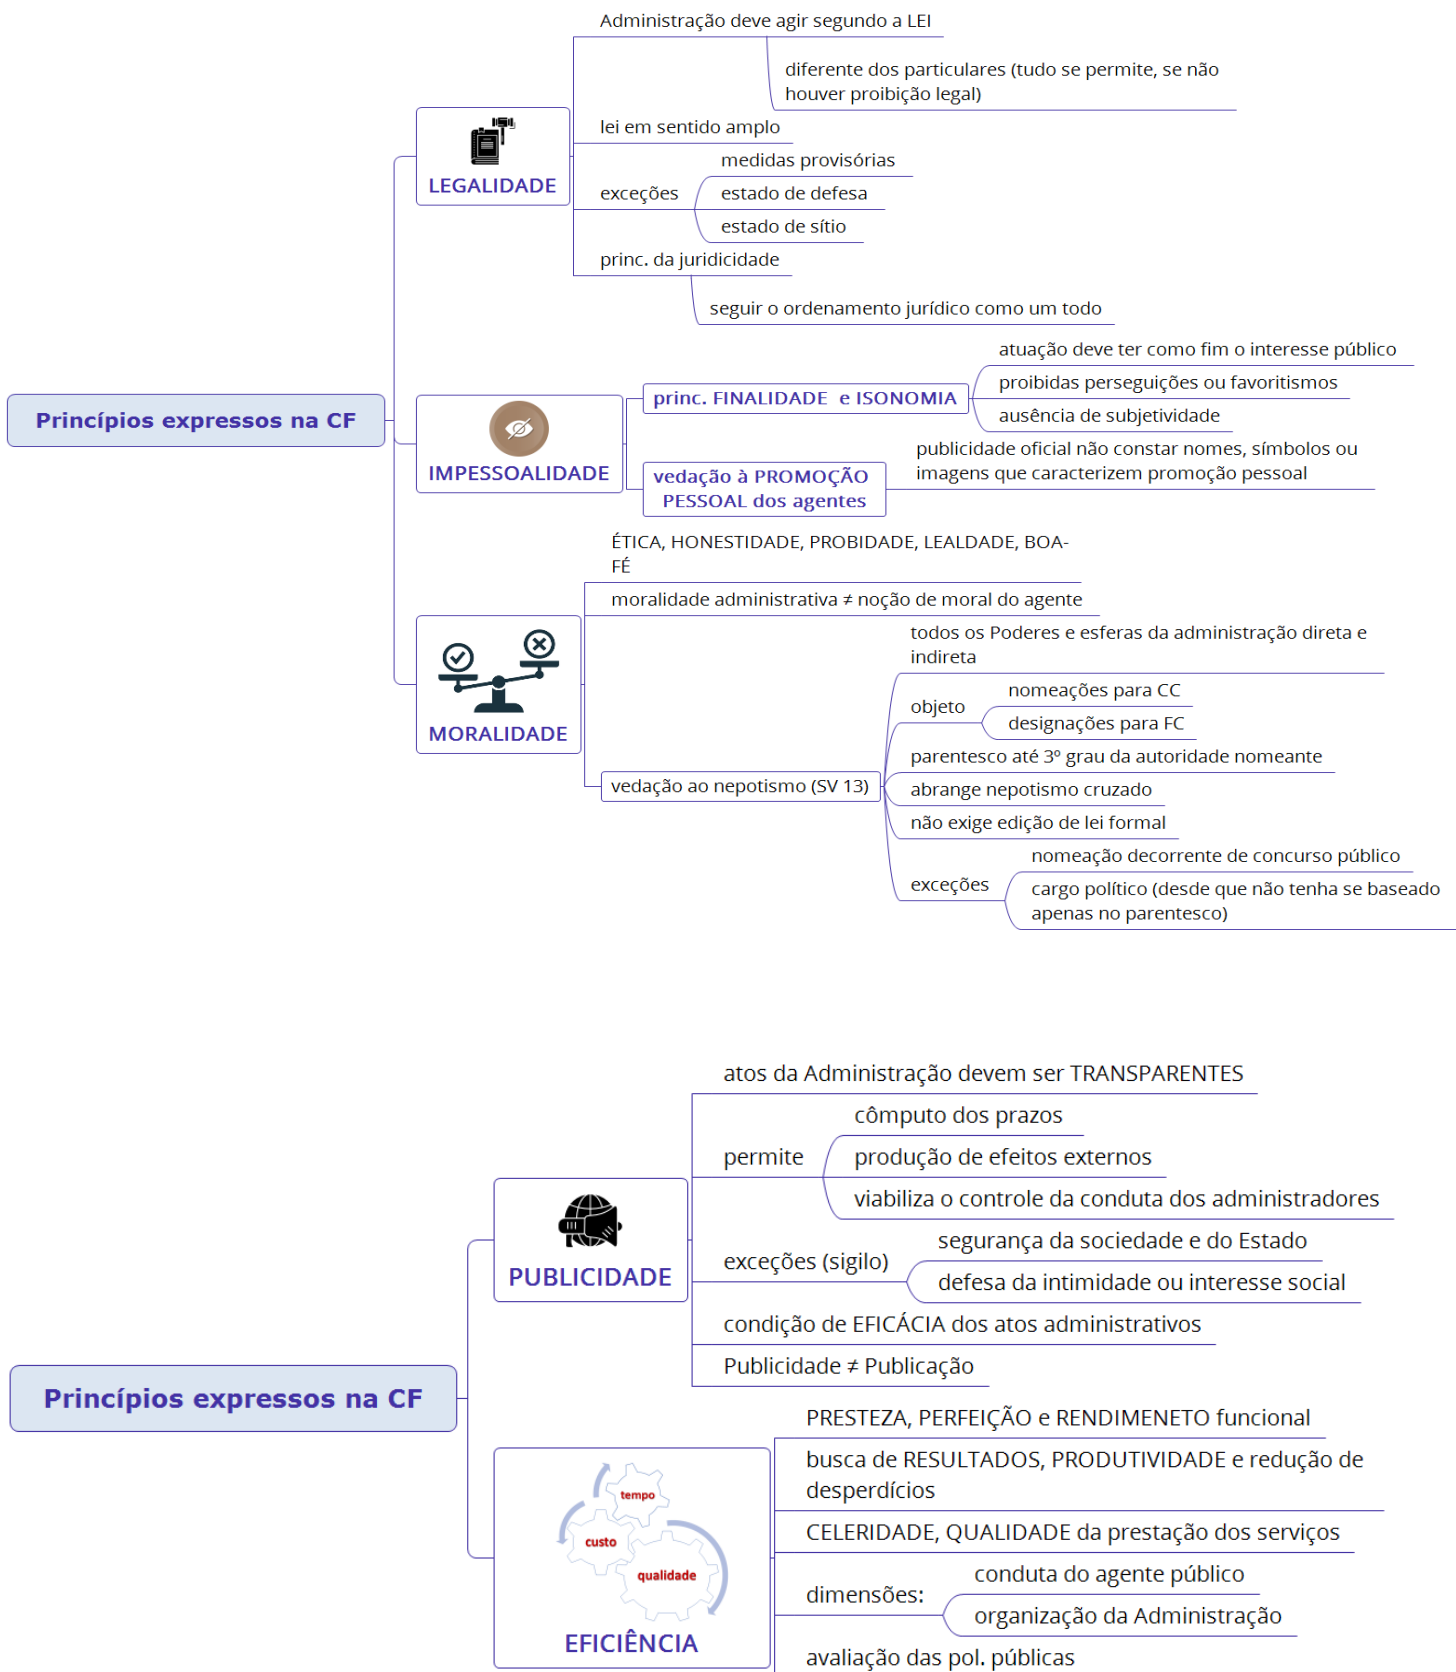 Princípios expressos na CF
LEGALIDADE
Administração deve agir segundo a LEI
diferente dos particulares (tudo se permite, se não
houver proibição legal)
lei em sentido amplo
exceções
medidas provisórias
estado de defesa
estado de sítio
princ. da juridicidade
seguir o ordenamento jurídico como um todo
IMPESSOALIDADE
princ. FINALIDADE e ISONOMIA
atuação deve ter como fim o interesse público
proibidas perseguições ou favoritismos
ausência de subjetividade
vedação à PROMOÇÃO
PESSOAL dos agentes
publicidade oficial não constar nomes, símbolos ou
imagens que caracterizem promoção pessoal
MORALIDADE
ÉTICA, HONESTIDADE, PROBIDADE, LEALDADE, BOA-
FÉ
moralidade administrativa ≠ noção de moral do agente
vedação ao nepotismo (SV 13)
todos os Poderes e esferas da administração direta e
indireta
objeto
nomeações para CC
designações para FC
parentesco até 3º grau da autoridade nomeante
abrange nepotismo cruzado
não exige edição de lei formal
exceções
nomeação decorrente de concurso público
cargo político (desde que não tenha se baseado
apenas no parentesco)
Princípios expressos na CF
PUBLICIDADE
atos da Administração devem ser TRANSPARENTES
permite
cômputo dos prazos
produção de efeitos externos
viabiliza o controle da conduta dos administradores
exceções (sigilo)
segurança da sociedade e do Estado
defesa da intimidade ou interesse social
condição de EFICÁCIA dos atos administrativos
Publicidade ≠ Publicação
tempo
custo
qualidade
EFICIÊNCIA
PRESTEZA, PERFEIÇÃO e RENDIMENETO funcional
busca de RESULTADOS, PRODUTIVIDADE e redução de
desperdícios
CELERIDADE, QUALIDADE da prestação dos serviços
dimensões:
conduta do agente público
organização da Administração
avaliação das pol. públicas